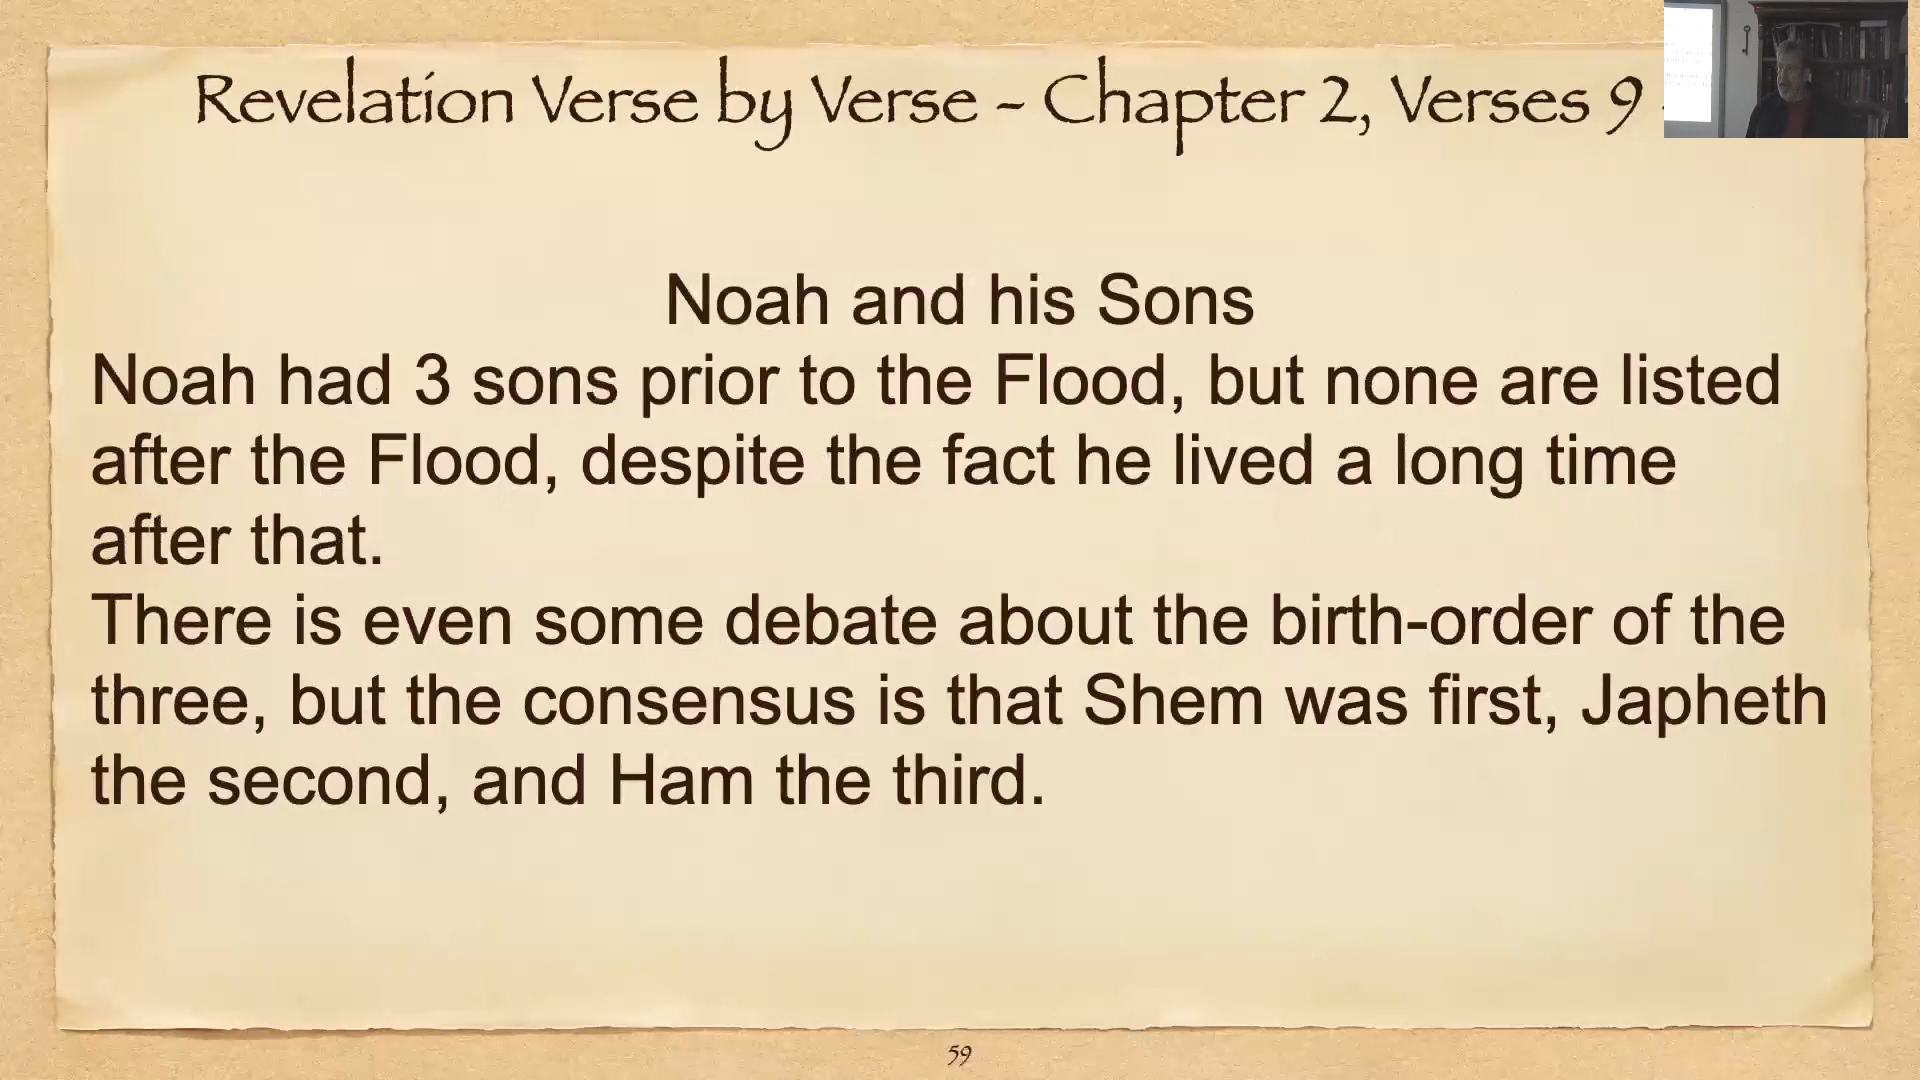 Revelation Verse by Verse - Chapter 2, Verses 9
Noah and his Sons
Noah had 3 sons prior to the Flood, but none are listed
after the Flood, despite the fact he lived a long time
after that.
There is even some debate about the birth-order of the
three, but the consensus is that Shem was first, Japheth
the second, and Ham the third.
59